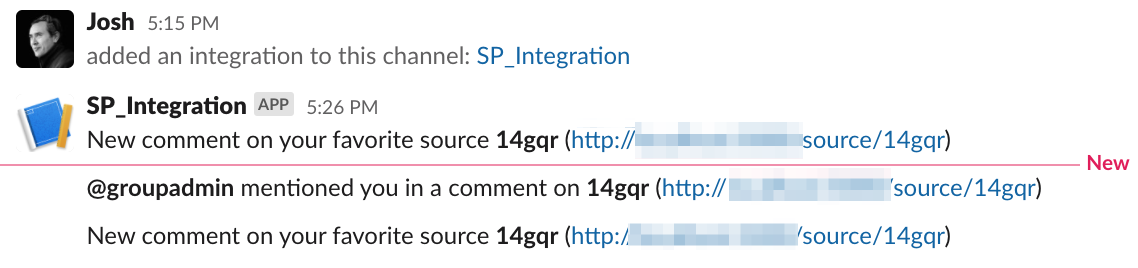 Josh 5:15 PM
added an integration to this channel: SP_Integration
SP_Integration APP 5:26 PM
New comment on your favorite source 14gqr (http://source/14gqr)
New
@groupadmin mentioned you in a comment on 14gqr (http:// /source/14gqr)
New comment on your favorite source 14gqr (http:/ /source/14gqr)